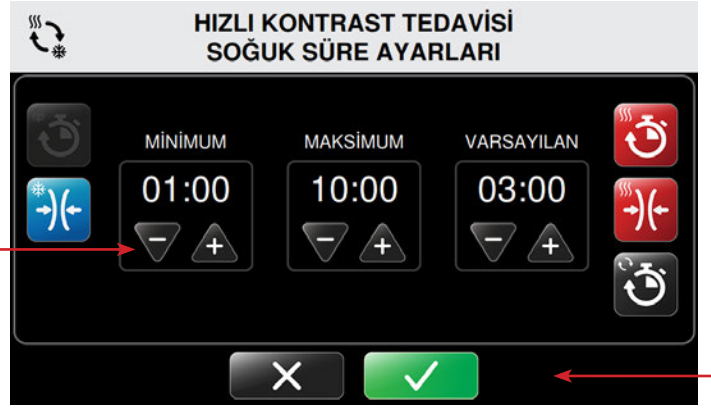 HIZLI KONTRAST TEDAVİSİ
SOĞUK SÜRE AYARLARI
MİNİMUM MAKSİMUM VARSAYILAN
01:00 10:00 03:00
− + − + − +